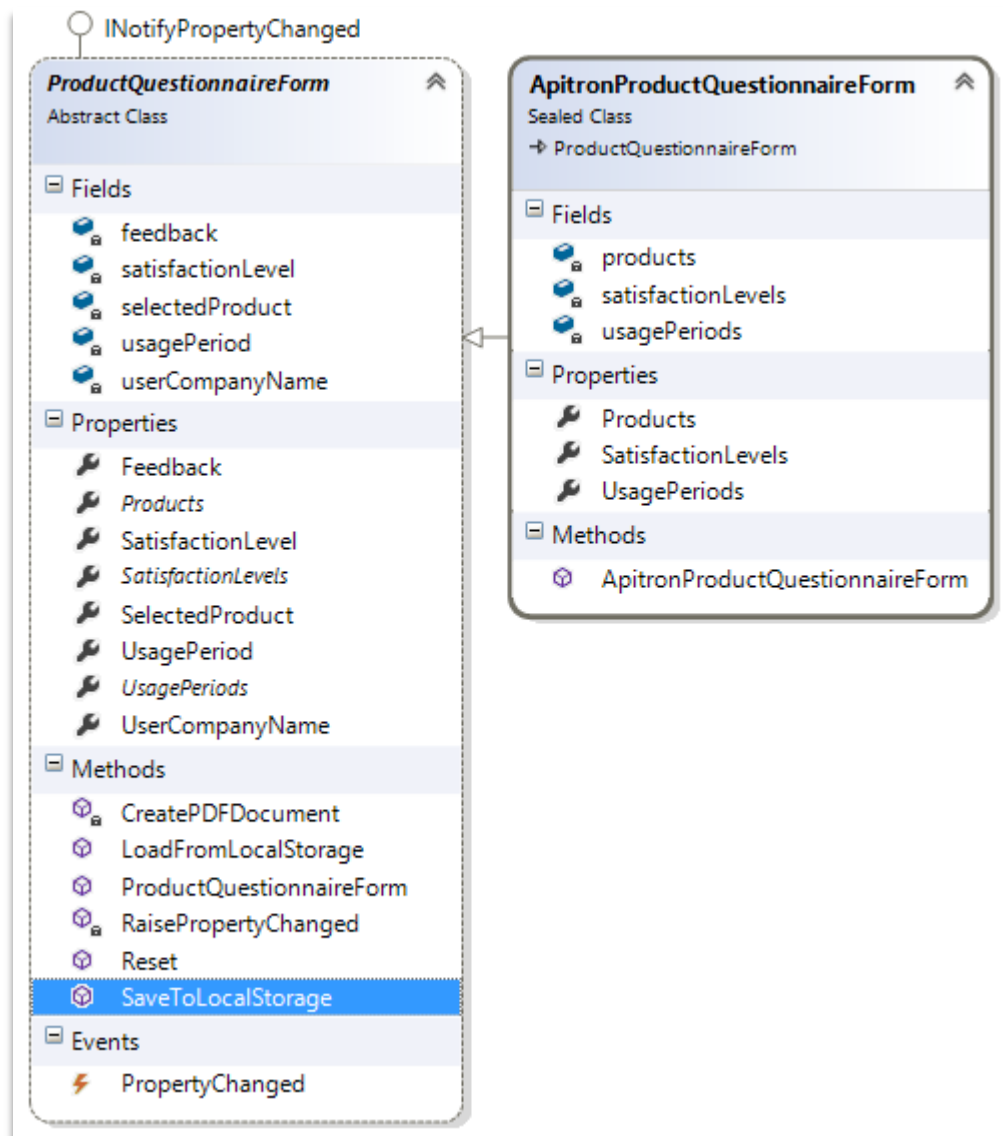 INotifyPropertyChanged
ProductQuestionnaireForm
Abstract Class
Fields
feedback
satisfactionLevel
selectedProduct
usagePeriod
userCompanyName
Properties
Feedback
Products
SatisfactionLevel
SatisfactionLevels
SelectedProduct
UsagePeriod
UsagePeriods
UserCompanyName
Methods
CreatePDFDocument
LoadFromLocalStorage
ProductQuestionnaireForm
RaisePropertyChanged
Reset
SaveToLocalStorage
Events
PropertyChanged
ApitronProductQuestionnaireForm
Sealed Class
ProductQuestionnaireForm
Fields
products
satisfactionLevels
usagePeriods
Properties
Products
SatisfactionLevels
UsagePeriods
Methods
ApitronProductQuestionnaireForm